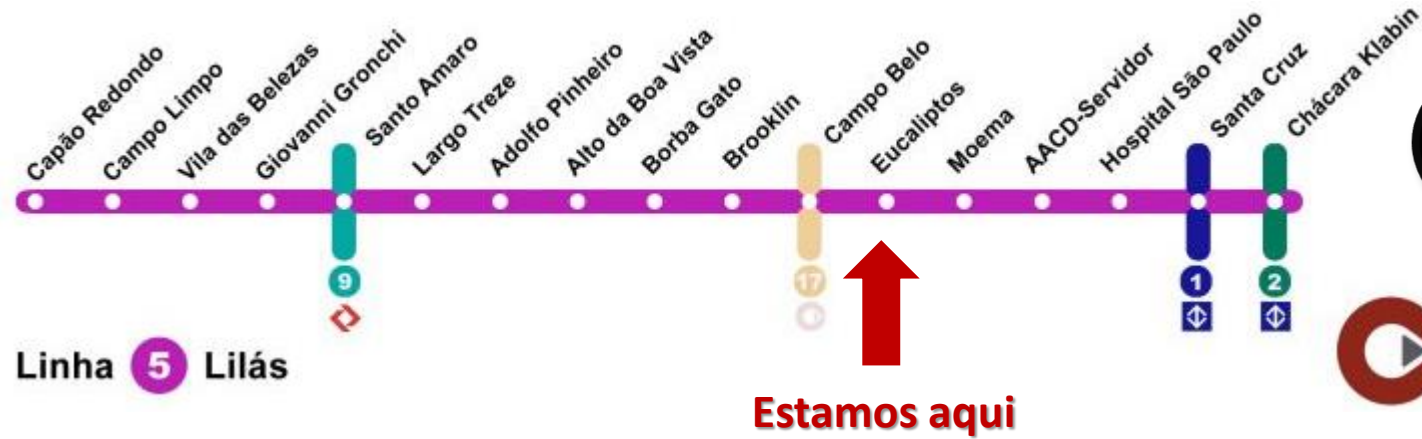 Capão Redondo
Campo Limpo
Vila das Belezas
Giovanni Gronchi
Santo Amaro
Largo Treze
Adolfo Pinheiro
Alto da Boa Vista
Borba Gato
Brooklin
Campo Belo
Eucaliptos
Moema
AACD-Servidor
Hospital São Paulo
Santa Cruz
Chácara Klabin
9
17
1
2
Linha 5 Lilás
Estamos aqui